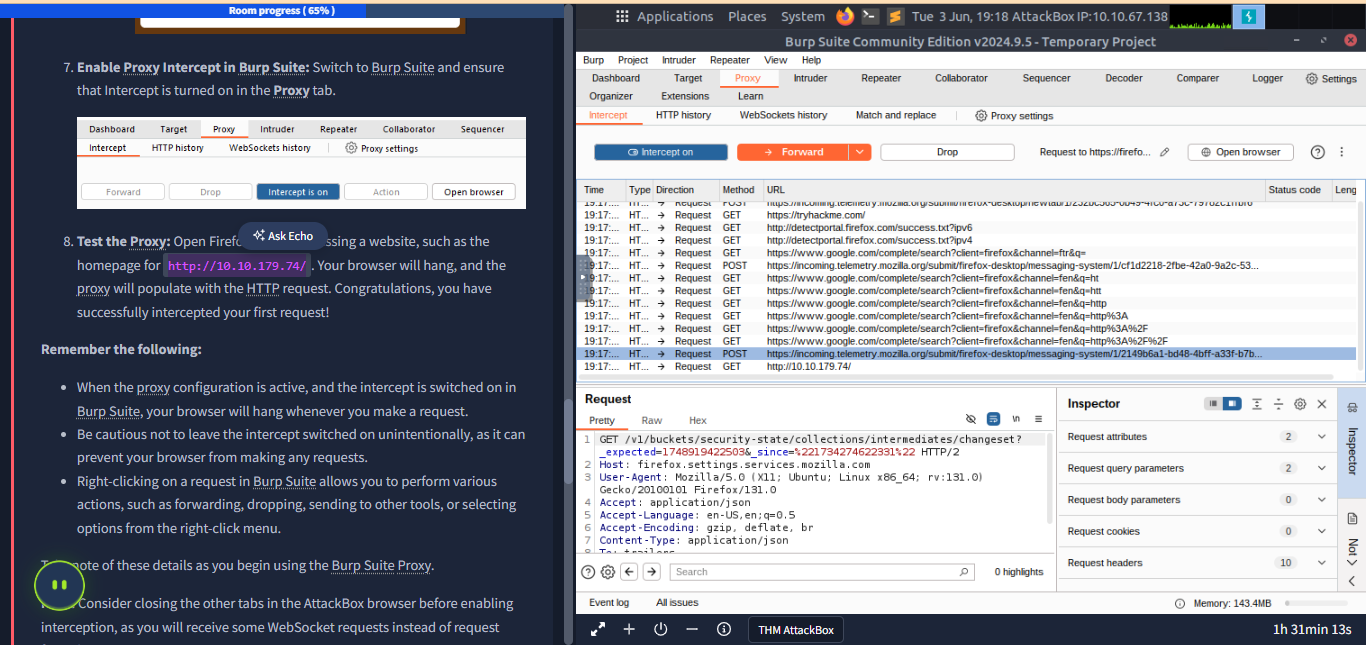 Room progress ( 65% )
7. Enable Proxy Intercept in Burp Suite: Switch to Burp Suite and ensure
that Intercept is turned on in the Proxy tab.
Dashboard Target Proxy Intruder Repeater Collaborator Sequencer
Intercept HTTP history WebSockets history Proxy settings
Forward Drop Intercept is on Action Open browser
Ask Echo
8. Test the Proxy: Open Firef ssing a website, such as the
homepage for http://10.10.179.74/ . Your browser will hang, and the
proxy will populate with the HTTP request. Congratulations, you have
successfully intercepted your first request!
Remember the following:
• When the proxy configuration is active, and the intercept is switched on in
Burp Suite, your browser will hang whenever you make a request.
• Be cautious not to leave the intercept switched on unintentionally, as it can
prevent your browser from making any requests.
• Right-clicking on a request in Burp Suite allows you to perform various
actions, such as forwarding, dropping, sending to other tools, or selecting
options from the right-click menu.
note of these details as you begin using the Burp Suite Proxy.
Consider closing the other tabs in the AttackBox browser before enabling
interception, as you will receive some WebSocket requests instead of request
Applications Places System Tue 3 Jun, 19:18 AttackBox IP:10.10.67.138
Burp Suite Community Edition v2024.9.5 - Temporary Project
Burp Project Intruder Repeater View Help
Dashboard Target Proxy Intruder Repeater Collaborator Sequencer Decoder Comparer Logger Settings
Organizer Extensions Learn
Intercept HTTP history WebSockets history Match and replace Proxy settings
Intercept on Forward Drop Request to https://firefo... Open browser
Time Type Direction Method URL Status code Leng
19:17:... HT... → Request GET https://tryhackme.com/
19:17:... HT... → Request GET http://detectportal.firefox.com/success.txt?ipv6
19:17:... HT... → Request GET http://detectportal.firefox.com/success.txt?ipv4
19:17:... HT... → Request GET https://www.google.com/complete/search?client=firefox&channel=ftr&q=
19:17:... HT... → Request POST https://incoming.telemetry.mozilla.org/submit/firefox-desktop/messaging-system/1/cf1d2218-2fbe-42a0-9a2c-53...
19:17:... HT... → Request GET https://www.google.com/complete/search?client=firefox&channel=fen&q=ht
19:17:... HT... → Request GET https://www.google.com/complete/search?client=firefox&channel=fen&q=htt
19:17:... HT... → Request GET https://www.google.com/complete/search?client=firefox&channel=fen&q=http
19:17:... HT... → Request GET https://www.google.com/complete/search?client=firefox&channel=fen&q=http%3A
19:17:... HT... → Request GET https://www.google.com/complete/search?client=firefox&channel=fen&q=http%3A%2F
19:17:... HT... → Request GET https://www.google.com/complete/search?client=firefox&channel=fen&q=http%3A%2F%2F
19:17:... HT... → Request POST https://incoming.telemetry.mozilla.org/submit/firefox-desktop/messaging-system/1/2149b6a1-bd48-4bff-a33f-b7b...
19:17:... HT... → Request GET http://10.10.179.74/
Request
Pretty Raw Hex
1 GET /v1/buckets/security-state/collections/intermediates/changeset?
_expected=1748919422503&_since=%221734274622331%22 HTTP/2
2 Host: firefox.settings.services.mozilla.com
3 User-Agent: Mozilla/5.0 (X11; Ubuntu; Linux x86_64; rv:131.0)
Gecko/20100101 Firefox/131.0
4 Accept: application/json
5 Accept-Language: en-US,en;q=0.5
6 Accept-Encoding: gzip, deflate, br
7 Content-Type: application/json
8 Te: trailers
Search 0 highlights
Inspector
Request attributes 2
Request query parameters 2
Request body parameters 0
Request cookies 0
Request headers 10
Inspector
Not
Event log All issues Memory: 143.4MB
THM AttackBox 1h 31min 13s